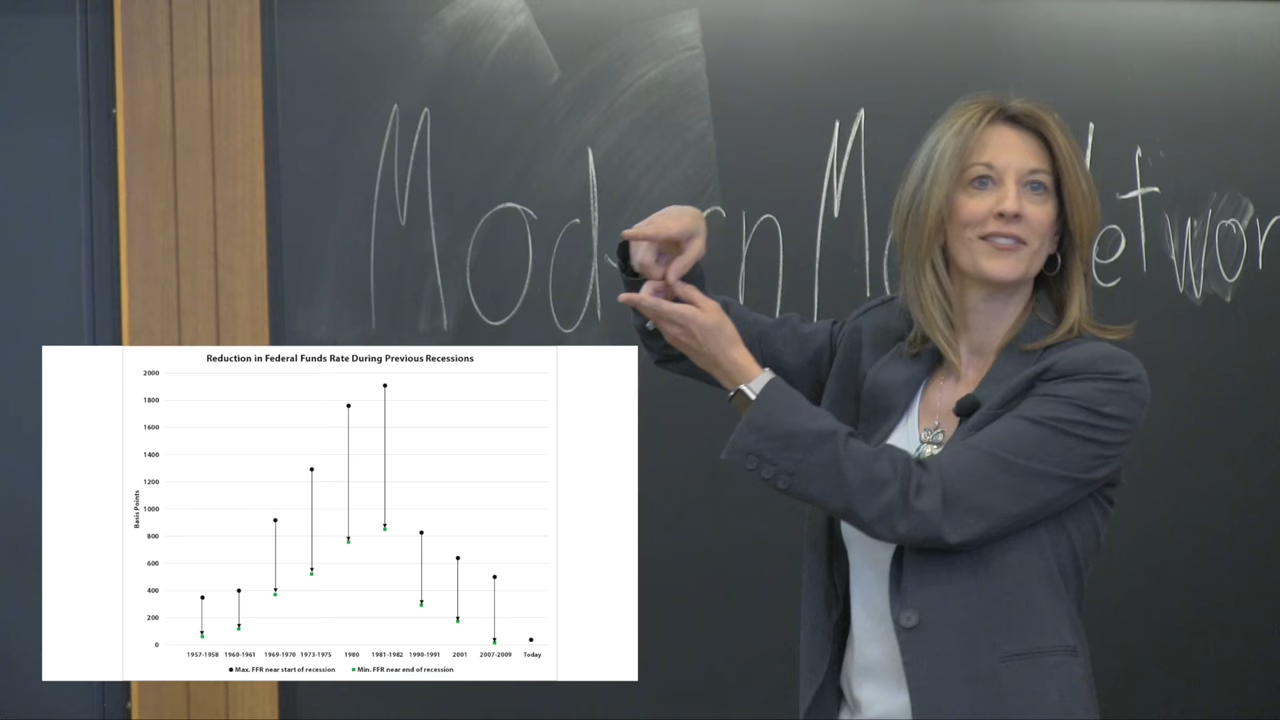 Modern
Reduction in Federal Funds Rate During Previous Recessions
2000
1800
1600
1400
1200
1000
800
600
400
200
0
Basis Points
1957-1958 1960-1961 1969-1970 1973-1975 1980 1981-1982 1990-1991 2001 2007-2009 Today
Max. FFR near start of recession Min. FFR near end of recession